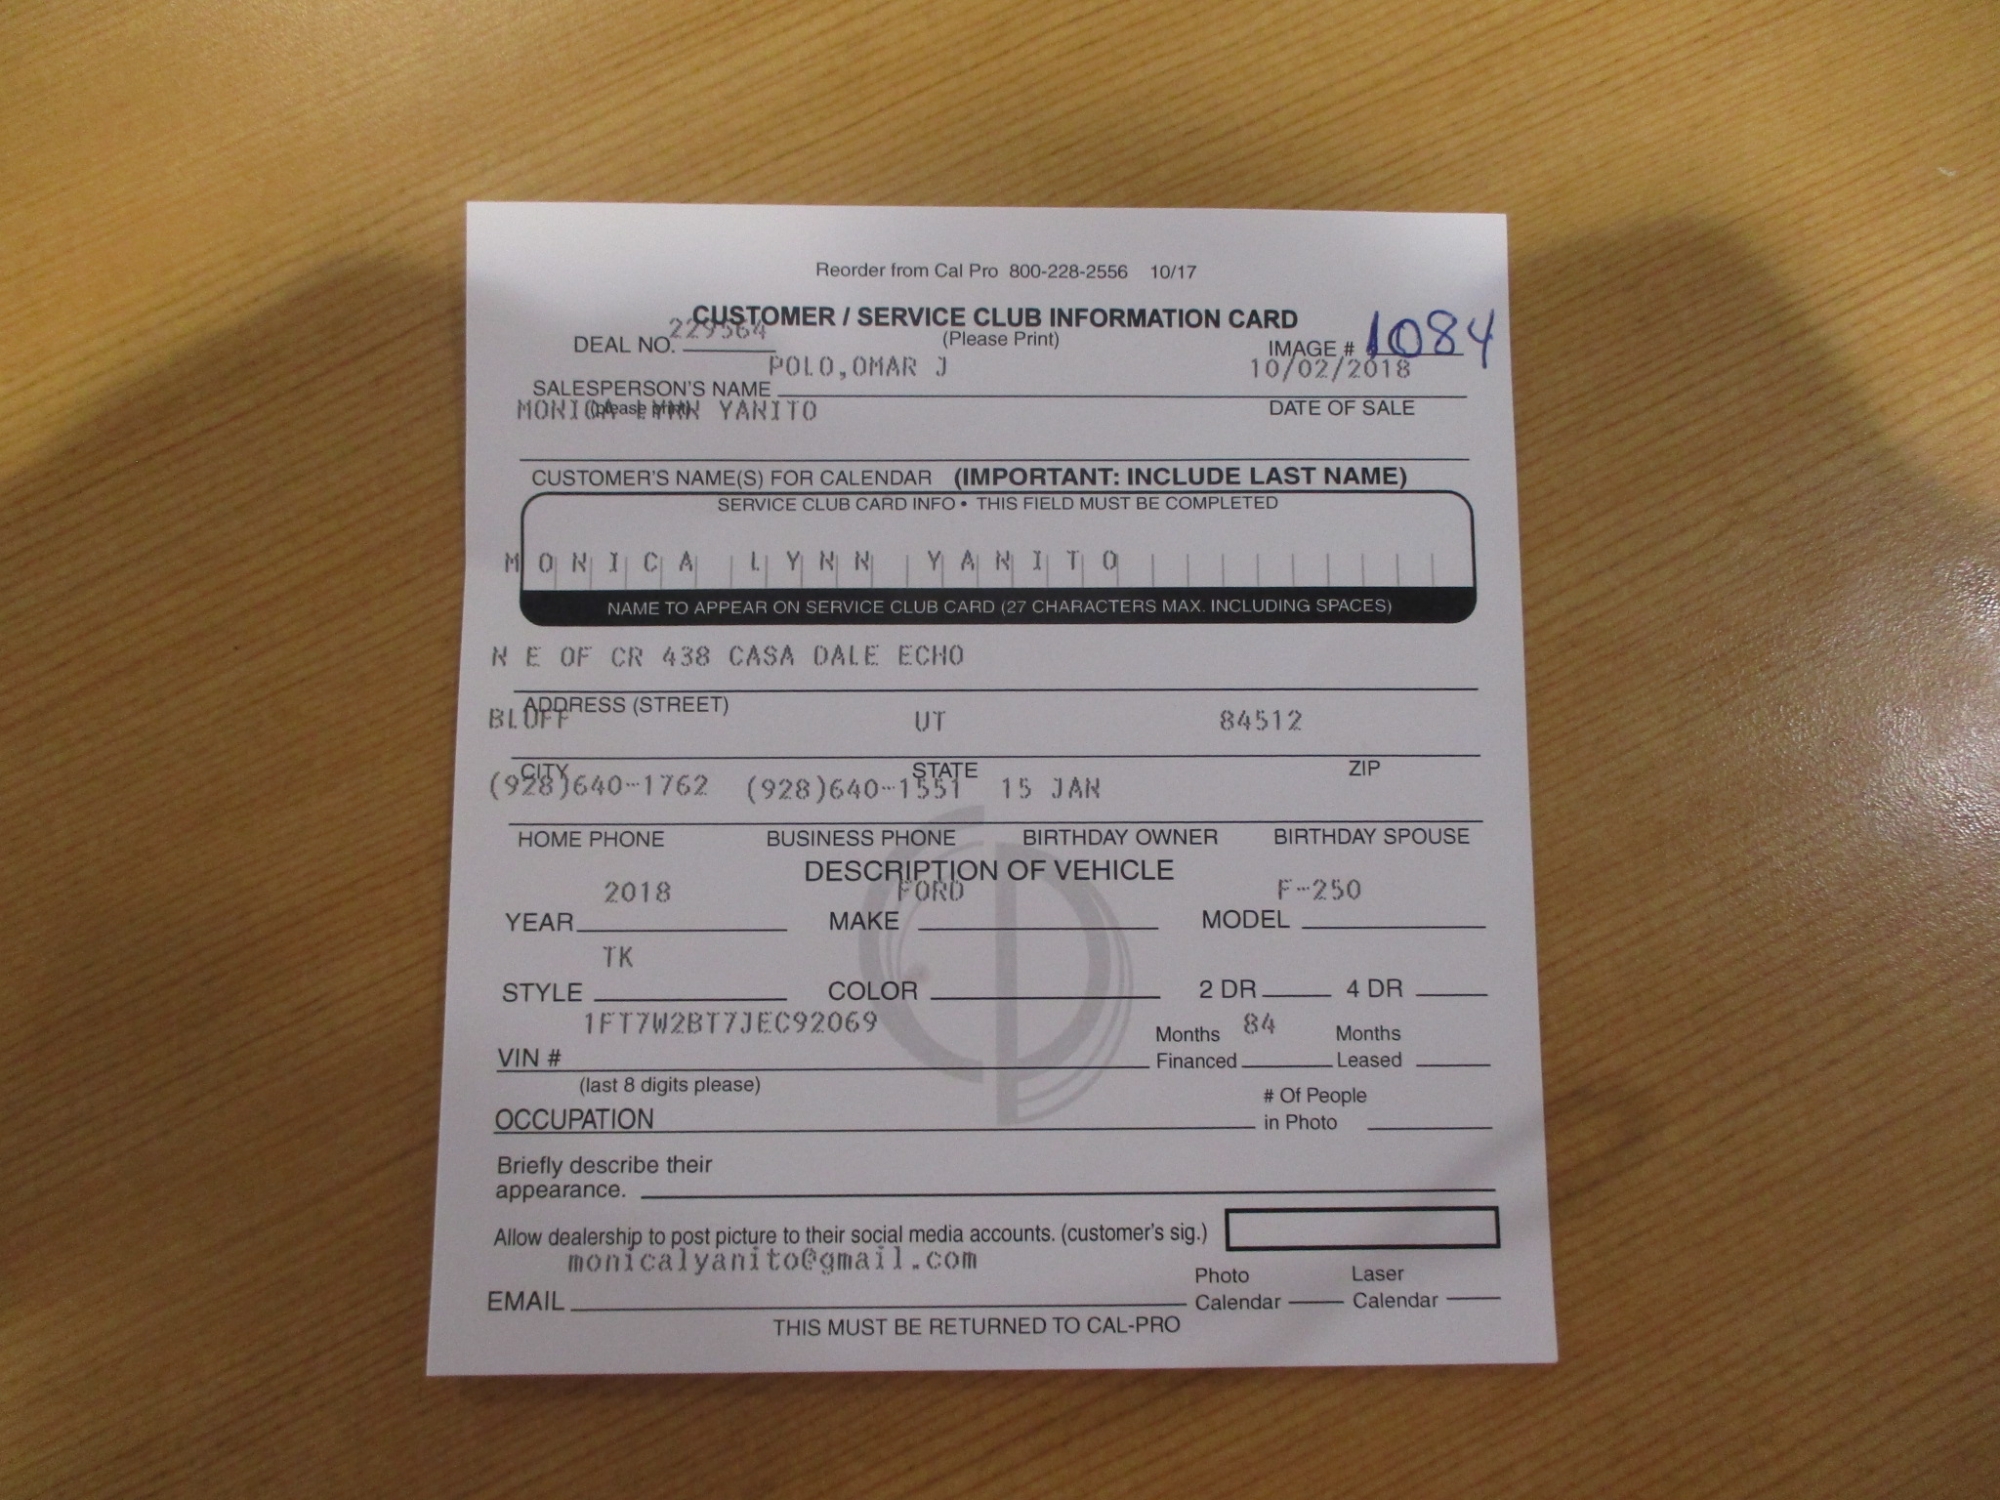 Reorder from Cal Pro 800-228-2556 10/17
CUSTOMER / SERVICE CLUB INFORMATION CARD
(Please Print)
DEAL NO. 229564
IMAGE # 1084
POLO,OMAR J 10/02/2018
SALESPERSON'S NAME
(please print)
DATE OF SALE
MONICA LYNN YANITO
CUSTOMER'S NAME(S) FOR CALENDAR (IMPORTANT: INCLUDE LAST NAME)
SERVICE CLUB CARD INFO • THIS FIELD MUST BE COMPLETED
MONICA LYNN YANITO
NAME TO APPEAR ON SERVICE CLUB CARD (27 CHARACTERS MAX. INCLUDING SPACES)
N E OF CR 438 CASA DALE ECHO
ADDRESS (STREET)
BLUFF UT 84512
CITY STATE ZIP
(928)640-1762 (928)640-1551 15 JAN
HOME PHONE BUSINESS PHONE BIRTHDAY OWNER BIRTHDAY SPOUSE
DESCRIPTION OF VEHICLE
2018 FORD F-250
YEAR MAKE MODEL
TK
STYLE COLOR 2 DR 4 DR
1FT7W2BT7JEC92069
VIN #
(last 8 digits please)
Months Financed 84
Months Leased
OCCUPATION
# Of People
in Photo
Briefly describe their
appearance.
Allow dealership to post picture to their social media accounts. (customer's sig.)
monicalyanito@gmail.com
EMAIL
Photo Calendar
Laser Calendar
THIS MUST BE RETURNED TO CAL-PRO